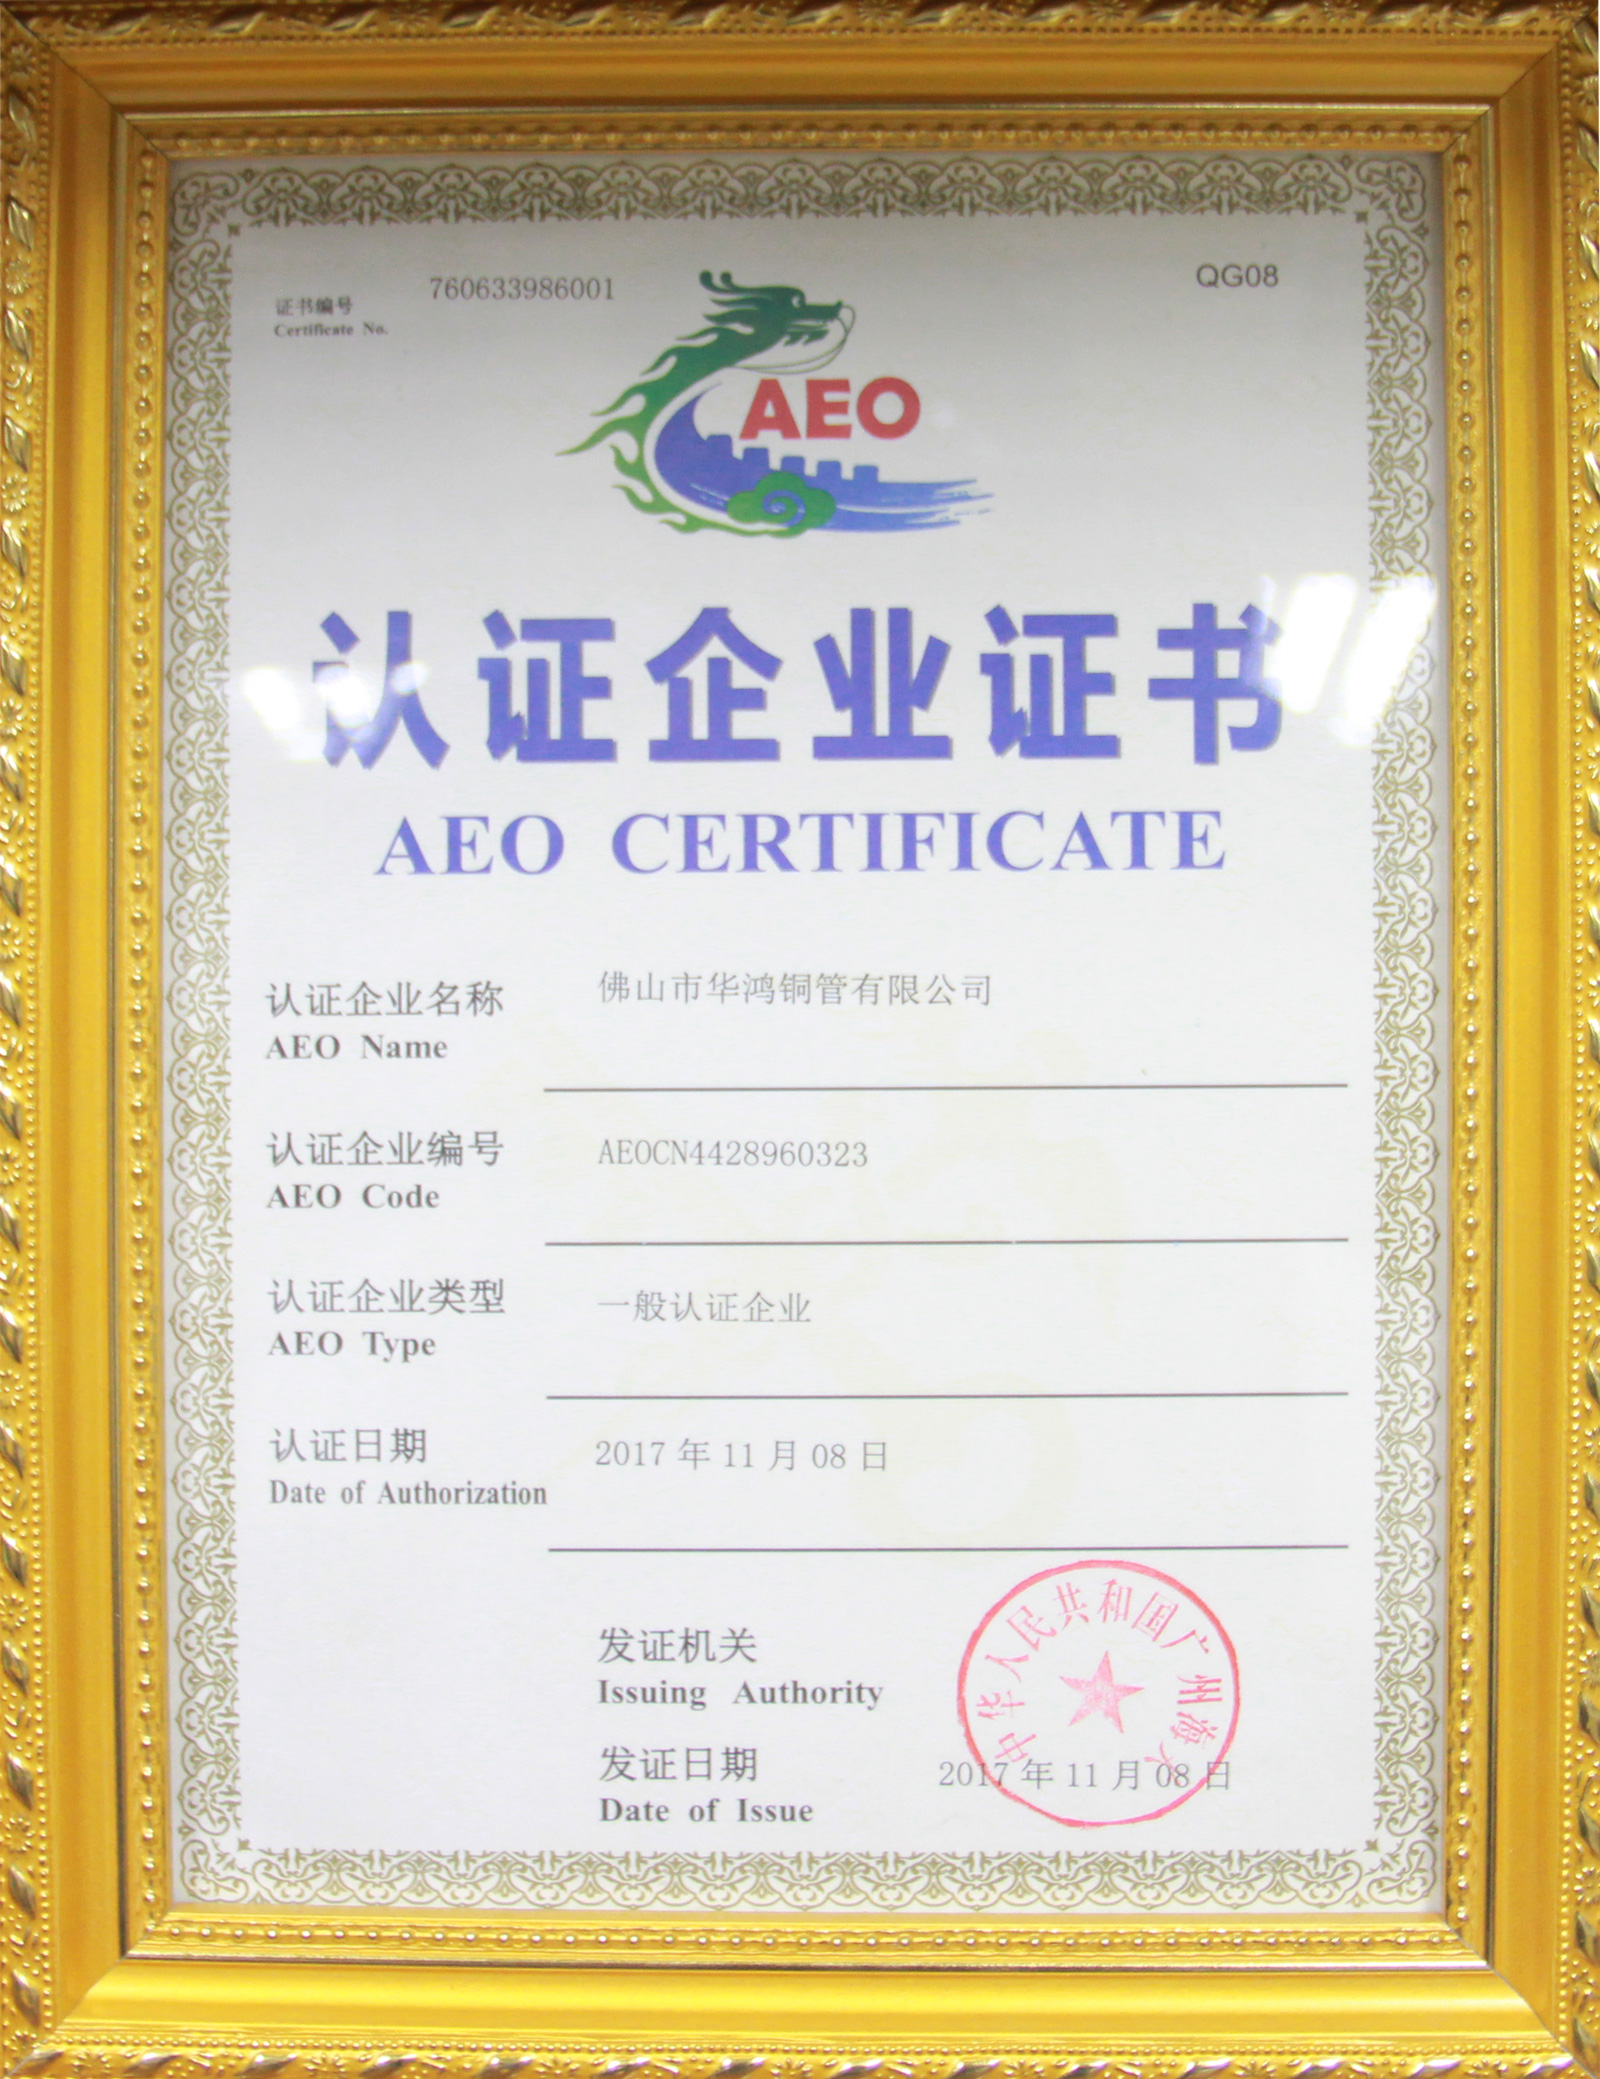 证书编号 760633986001
Certificate No.
QG08
AEO
认证企业证书
AEO CERTIFICATE
认证企业名称 佛山市华鸿铜管有限公司
AEO Name
认证企业编号 AEOCN4428960323
AEO Code
认证企业类型 一般认证企业
AEO Type
认证日期 2017 年 11 月 08 日
Date of Authorization
中华人民共和国广州海关
发证机关
Issuing Authority
发证日期 2017 年 11 月 08 日
Date of Issue